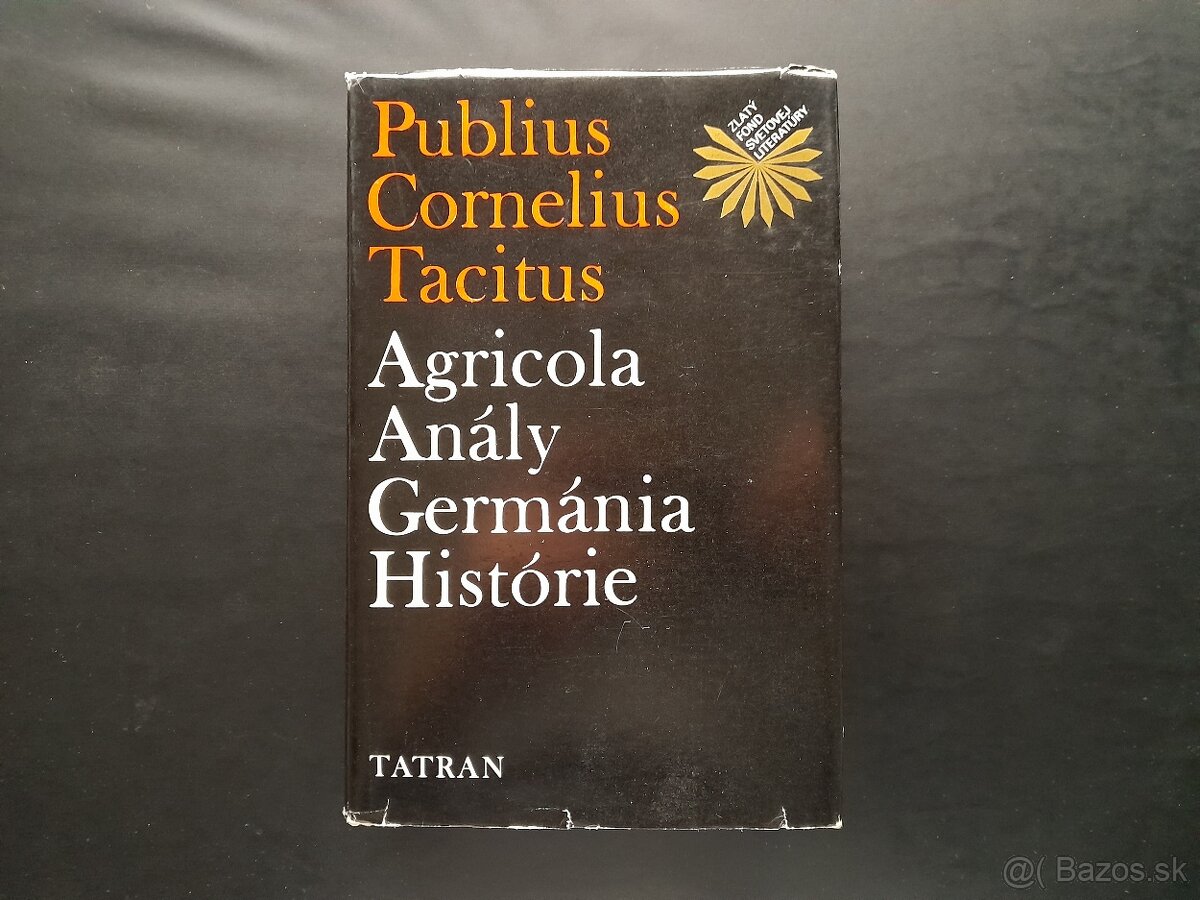 Publius
Cornelius
Tacitus
ZLATÝ
FOND
SVETOVEJ
LITERATÚRY
Agricola
Anály
Germánia
Histórie
TATRAN
@( Bazos.sk